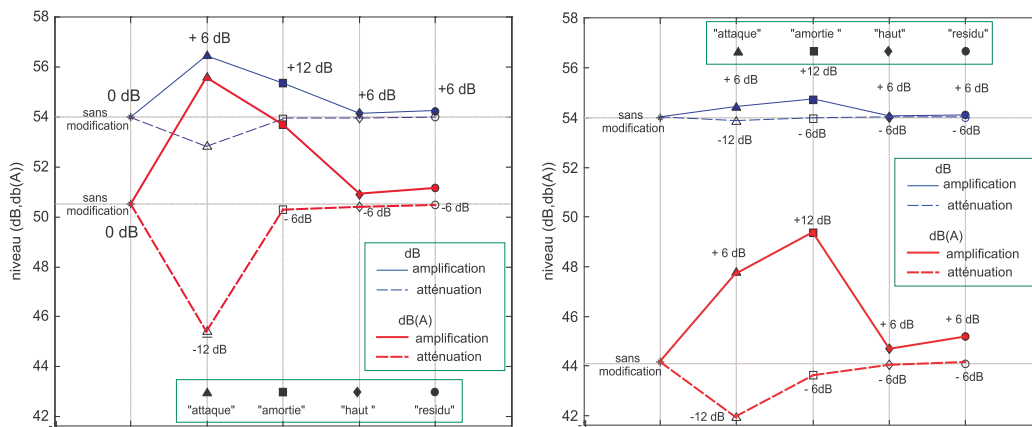 58
56
54
52
50
48
46
44
42
niveau (dB,db(A))
+ 6 dB
0 dB
+12 dB
+6 dB
+6 dB
sans
modification
sans
modification
0 dB
- 6dB
-6 dB
-6 dB
-12 dB
dB
amplification
atténuation
dB(A)
amplification
atténuation
"attaque"
"amortie"
"haut "
"residu"
58
56
54
52
50
48
46
44
42
niveau (dB,db(A))
"attaque"
"amortie "
"haut"
"residu"
+ 6 dB
+12 dB
+ 6 dB
+ 6 dB
sans
modification
-12 dB
- 6dB
- 6 dB
- 6dB
dB
amplification
atténuation
dB(A)
amplification
atténuation
+ 6 dB
+12 dB
+ 6 dB
+ 6 dB
sans
modification
-12 dB
- 6dB
- 6dB
- 6dB